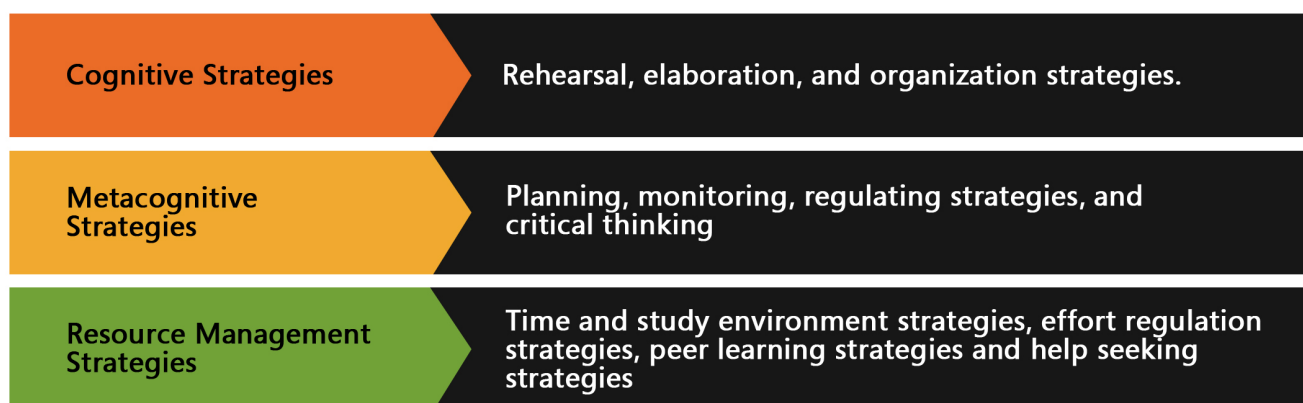 Cognitive Strategies
Rehearsal, elaboration, and organization strategies.
Metacognitive
Strategies
Planning, monitoring, regulating strategies, and
critical thinking
Resource Management
Strategies
Time and study environment strategies, effort regulation
strategies, peer learning strategies and help seeking
strategies